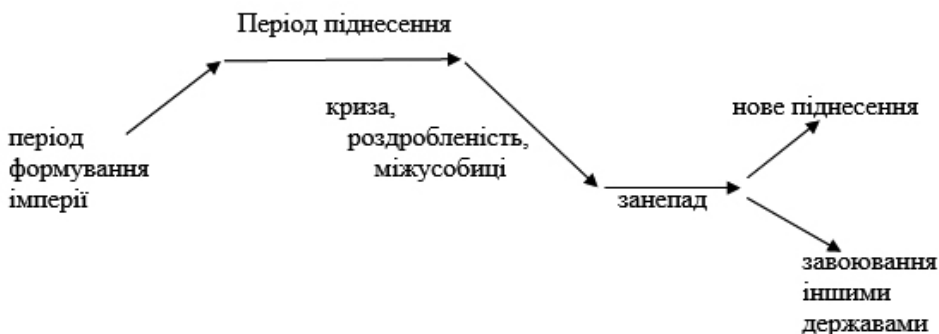 Період піднесення
період
формування
імперії
криза,
роздробленість,
міжусобиці
занепад
нове піднесення
завоювання
іншими
державами